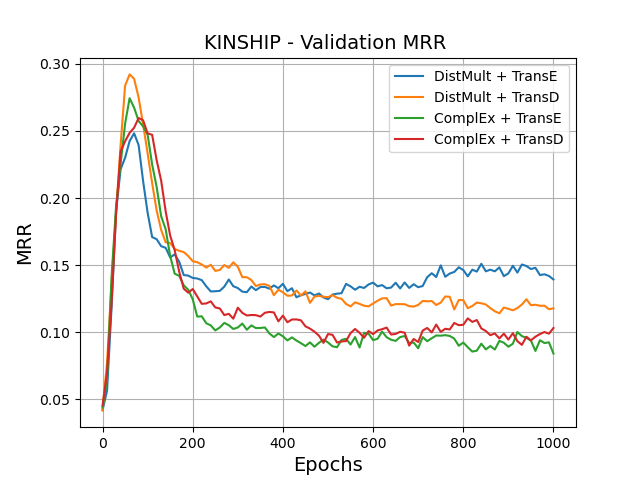 KINSHIP - Validation MRR
MRR
0.30
0.25
0.20
0.15
0.10
0.05
DistMult + TransE
DistMult + TransD
ComplEx + TransE
ComplEx + TransD
0 200 400 600 800 1000
Epochs